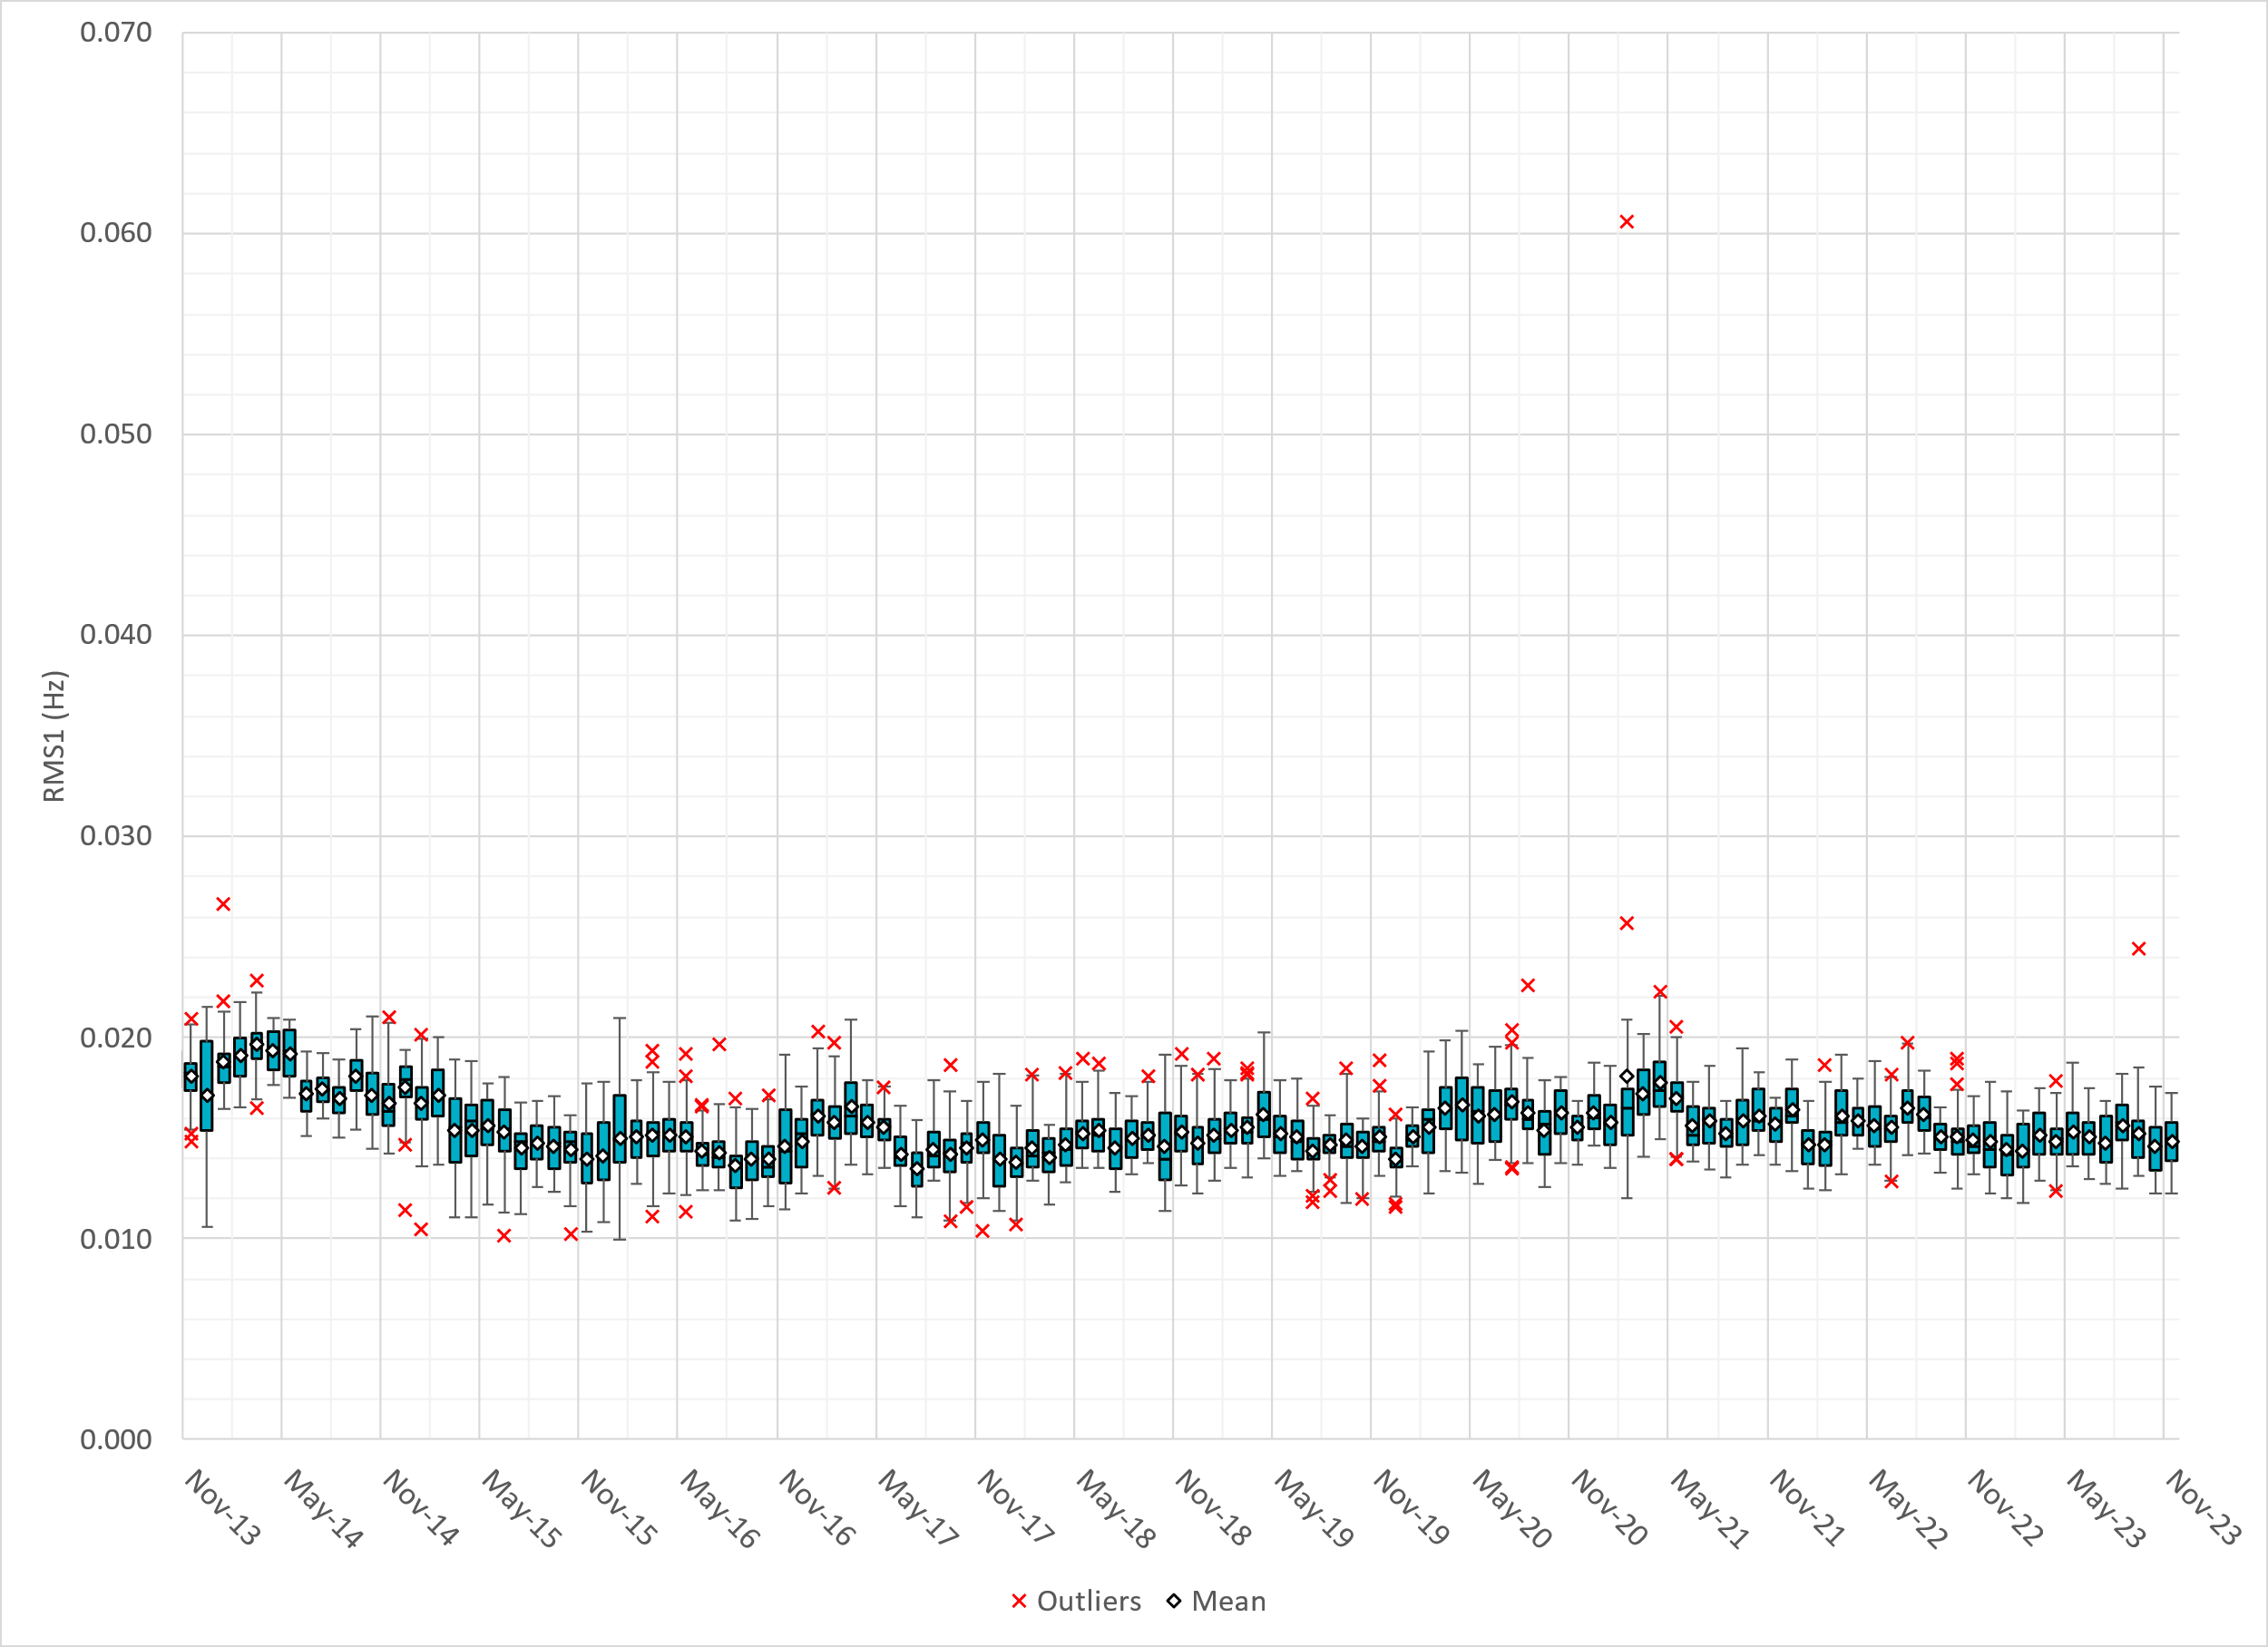 0.070
0.060
0.050
0.040
0.030
0.020
0.010
0.000
RMS1 (Hz)
Nov-13
May-14
Nov-14
May-15
Nov-15
May-16
Nov-16
May-17
Nov-17
May-18
Nov-18
May-19
Nov-19
May-20
Nov-20
May-21
Nov-21
May-22
Nov-22
May-23
Nov-23
Outliers Mean